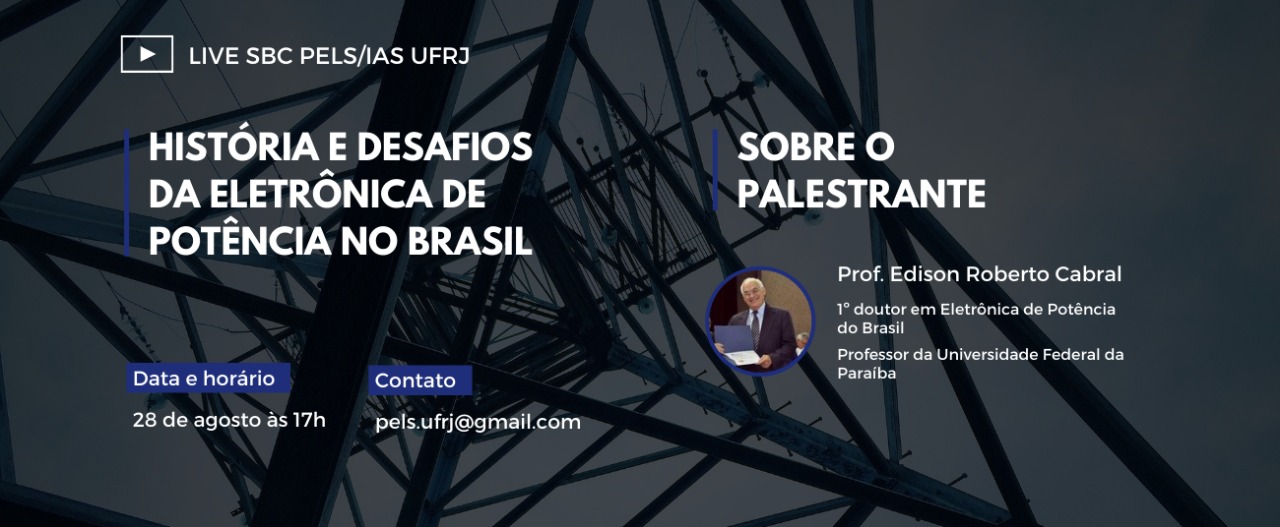 LIVE SBC PELS/IAS UFRJ
HISTÓRIA E DESAFIOS
DA ELETRÔNICA DE
POTÊNCIA NO BRASIL
Data e horário
28 de agosto às 17h
Contato
pels.ufrj@gmail.com
SOBRE O
PALESTRANTE
Prof. Edison Roberto Cabral
1º doutor em Eletrônica de Potência
do Brasil
Professor da Universidade Federal da
Paraíba